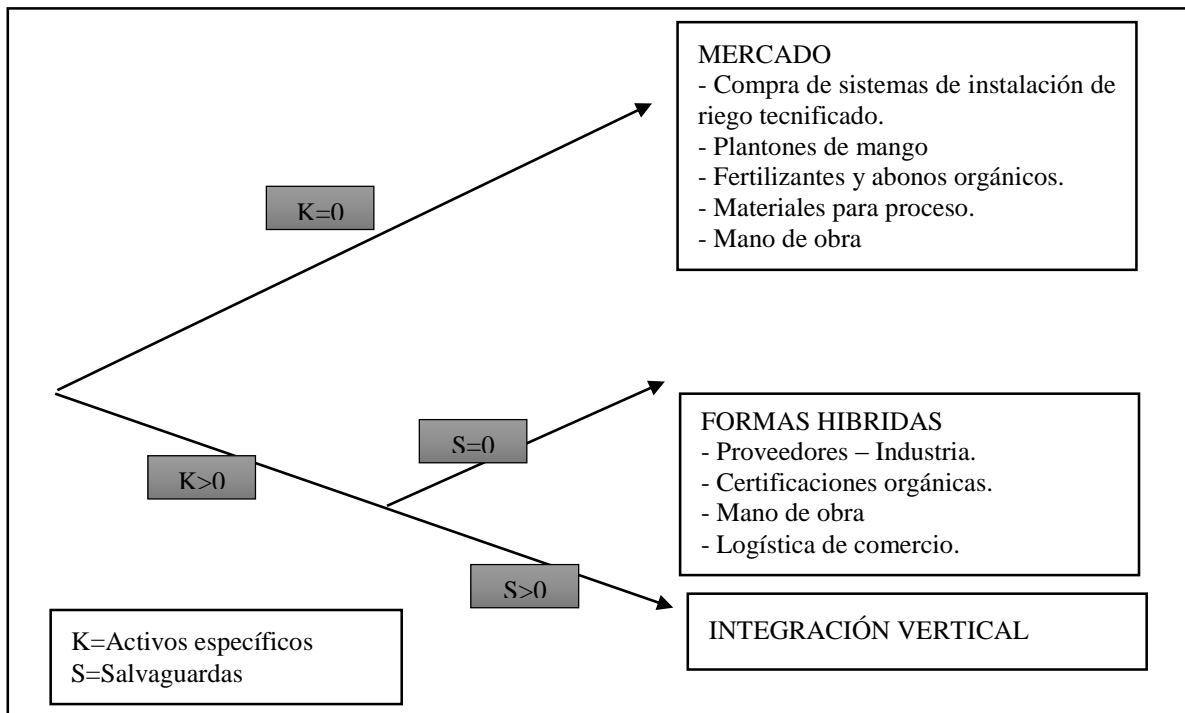 MERCADO
- Compra de sistemas de instalación de
riego tecnificado.
- Plantones de mango
- Fertilizantes y abonos orgánicos.
- Materiales para proceso.
- Mano de obra
K=0
FORMAS HIBRIDAS
- Proveedores – Industria.
- Certificaciones orgánicas.
- Mano de obra
- Logística de comercio.
S=0
K>0
S>0
INTEGRACIÓN VERTICAL
K=Activos específicos
S=Salvaguardas